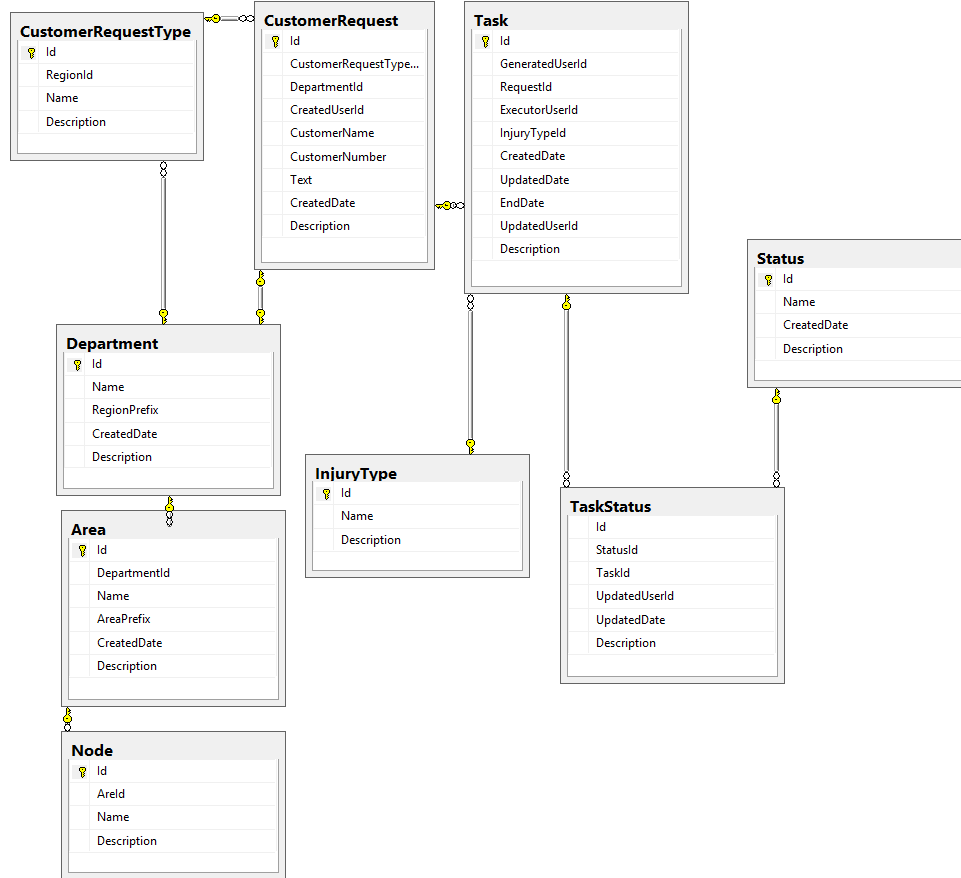 CustomerRequestType
Id
RegionId
Name
Description
CustomerRequest
Id
CustomerRequestType...
DepartmentId
CreatedUserId
CustomerName
CustomerNumber
Text
CreatedDate
Description
Task
Id
GeneratedUserId
RequestId
ExecutorUserId
InjuryTypeId
CreatedDate
UpdatedDate
EndDate
UpdatedUserId
Description
Status
Id
Name
CreatedDate
Description
Department
Id
Name
RegionPrefix
CreatedDate
Description
InjuryType
Id
Name
Description
TaskStatus
Id
StatusId
TaskId
UpdatedUserId
UpdatedDate
Description
Area
Id
DepartmentId
Name
AreaPrefix
CreatedDate
Description
Node
Id
AreId
Name
Description